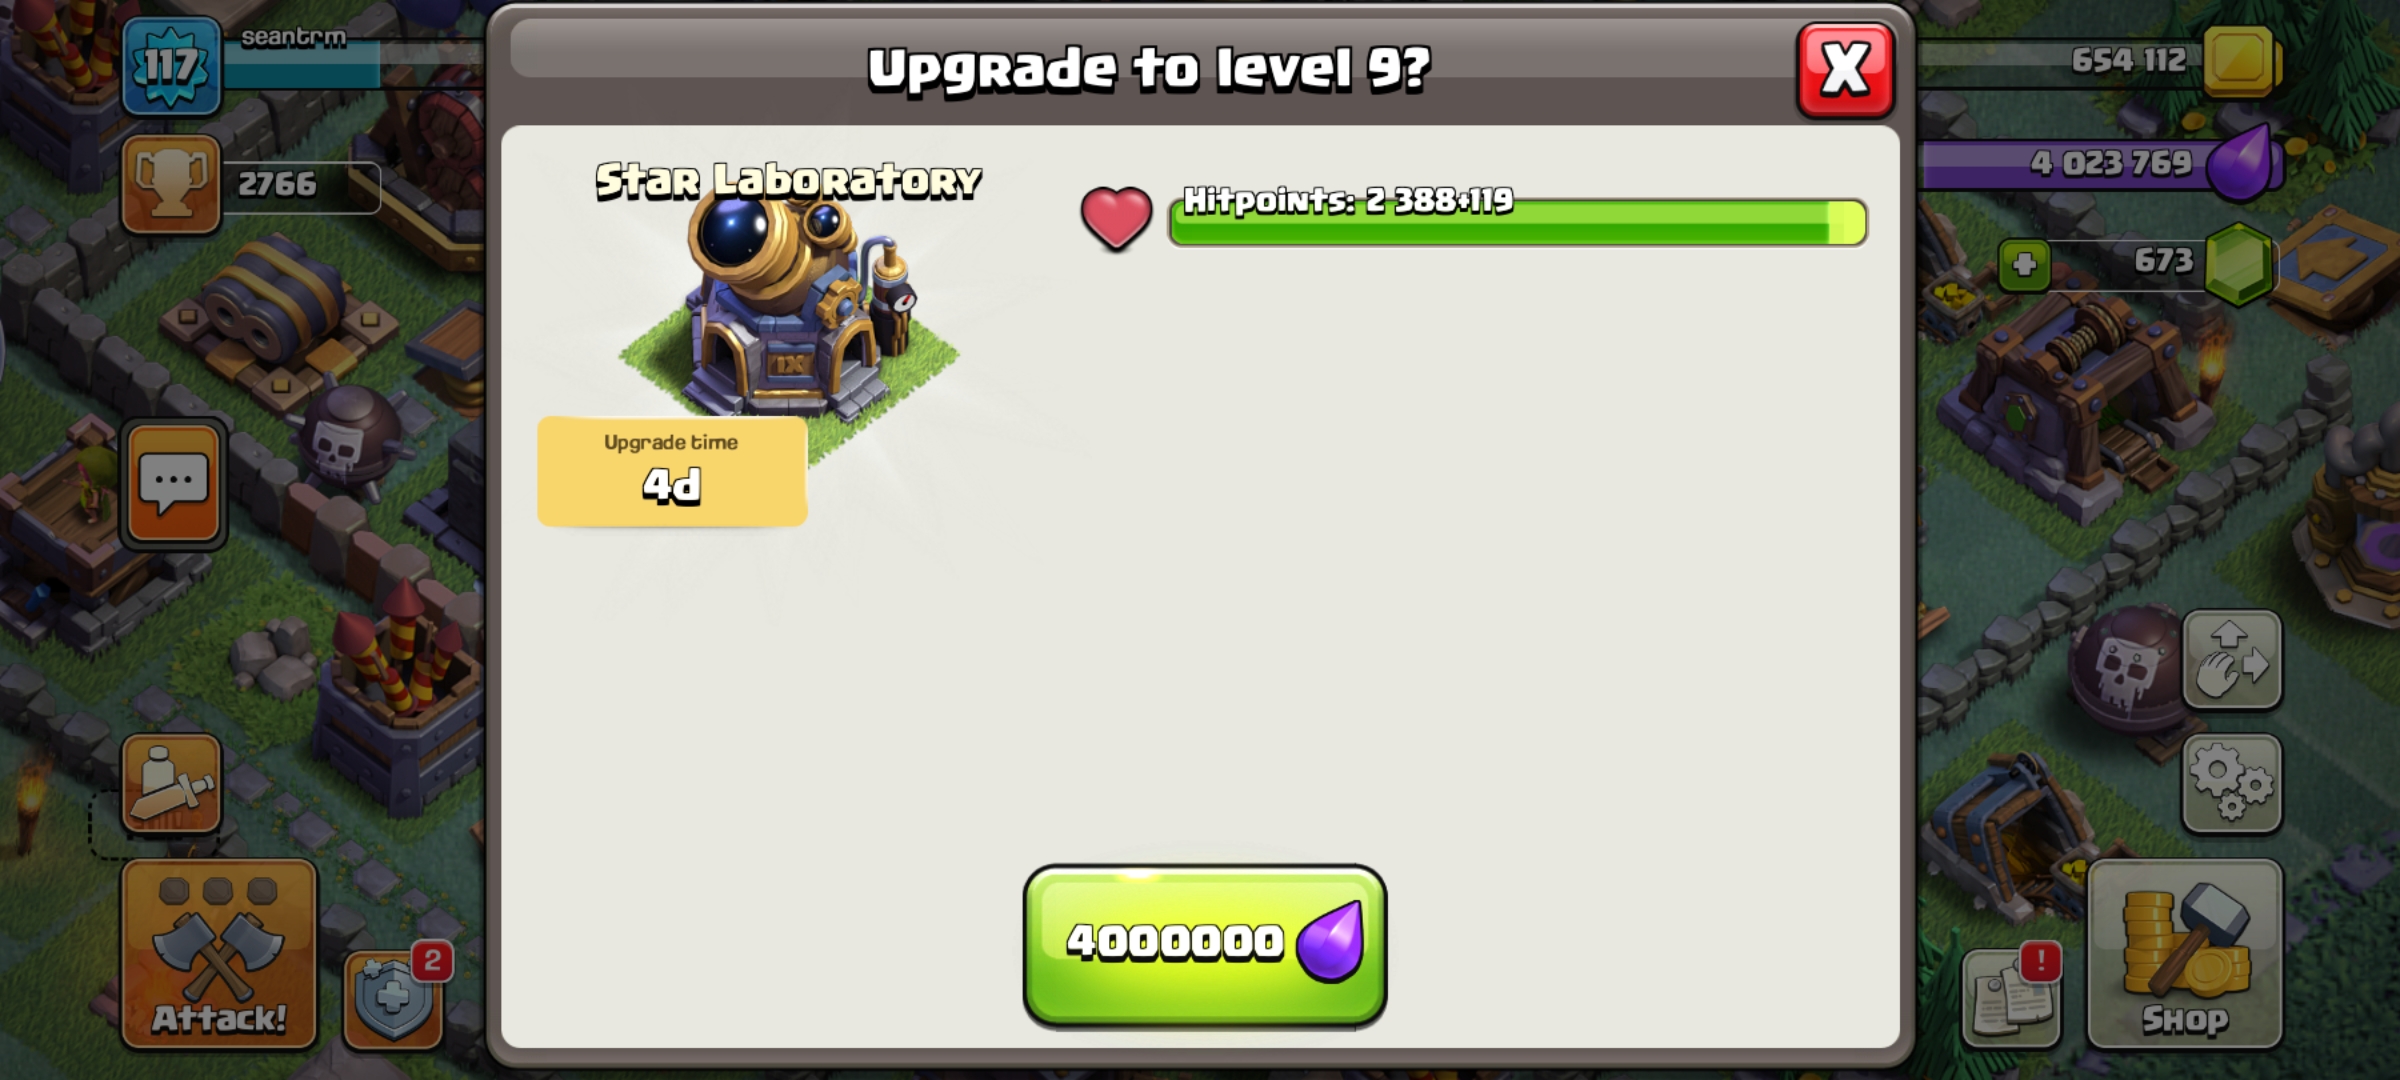 117
seantrm
Upgrade to level 9?
X
654 112
Star Laboratory
Hitpoints: 2 388+119
4 023 769
2766
673
IX
Upgrade time
4d
4000000
2
!
Attack!
Shop